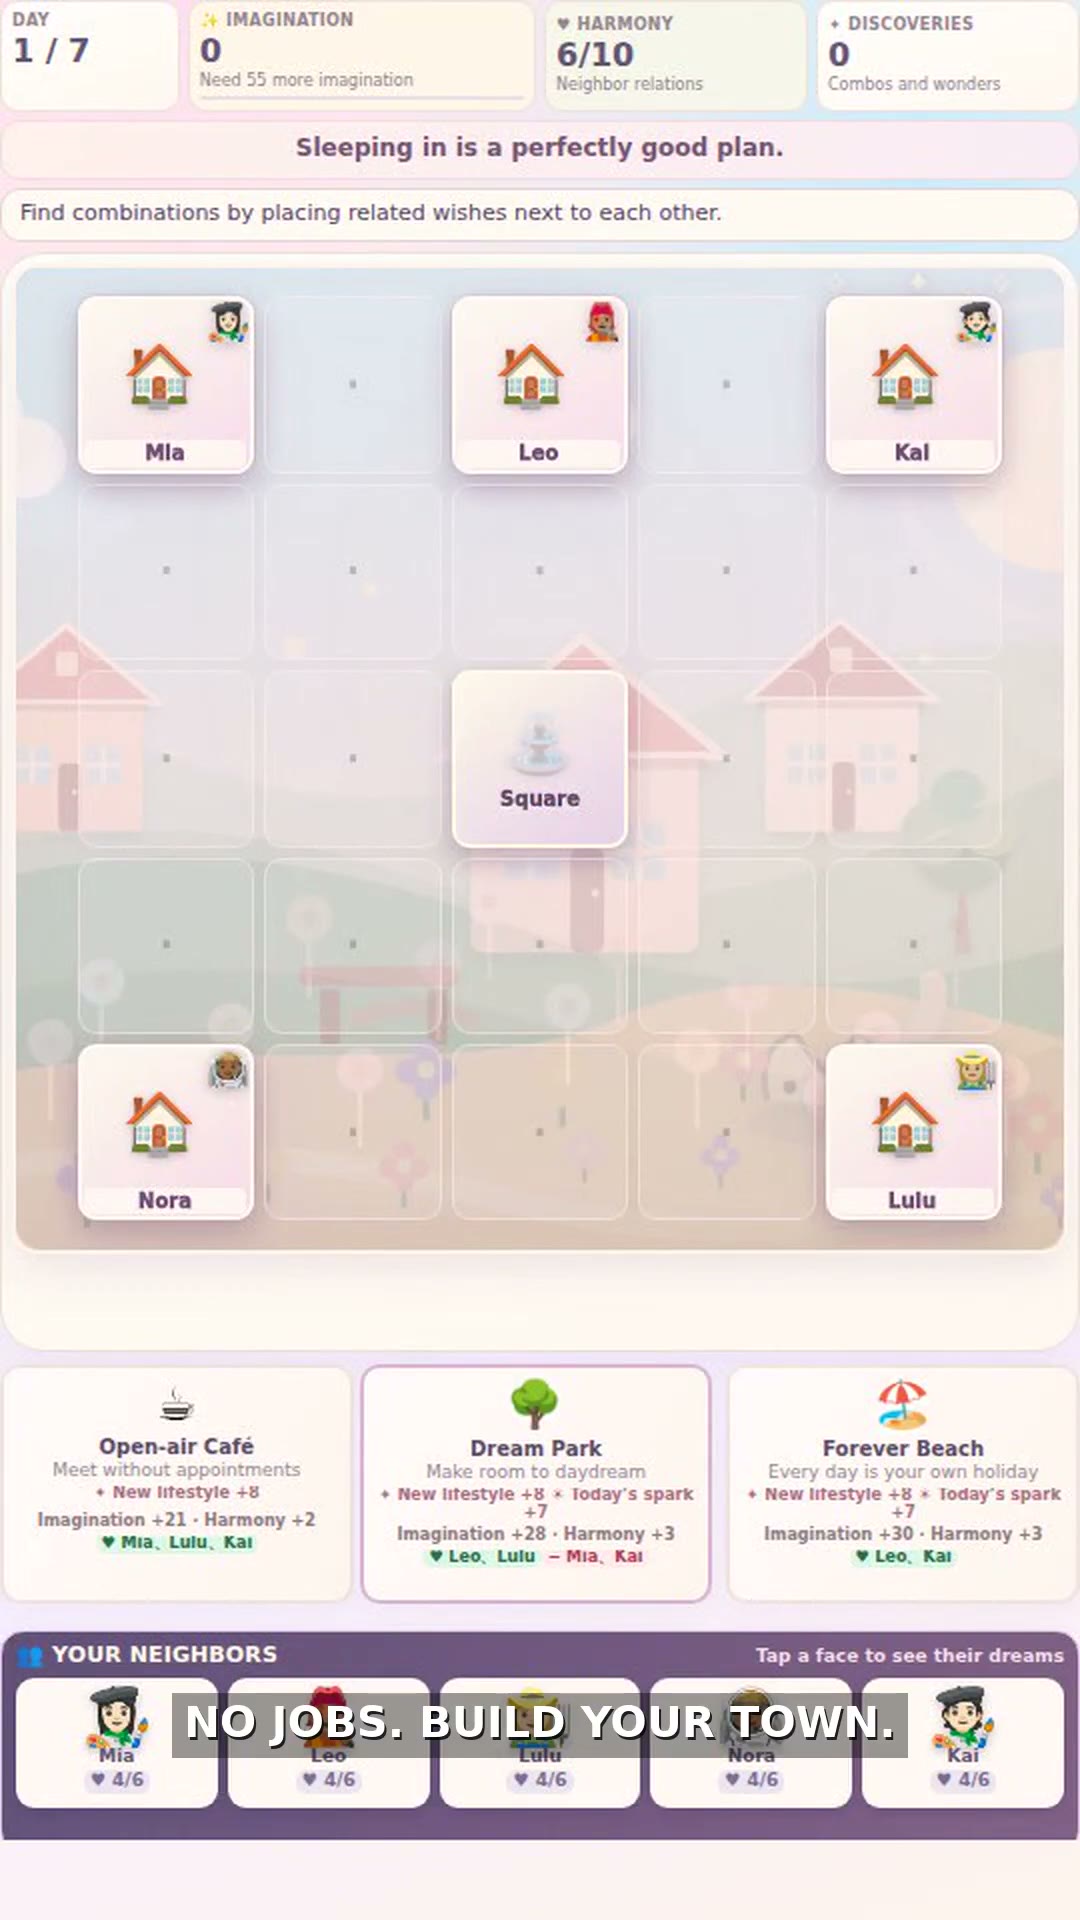 DAY
1 / 7
✨ IMAGINATION
0
Need 55 more imagination
♥ HARMONY
6/10
Neighbor relations
✦ DISCOVERIES
0
Combos and wonders
Sleeping in is a perfectly good plan.
Find combinations by placing related wishes next to each other.
Mia
Leo
Kai
Square
Nora
Lulu
Open-air Café
Meet without appointments
✦ New lifestyle +8
Imagination +21 · Harmony +2
♥ Mia、Lulu、Kai
Dream Park
Make room to daydream
✦ New lifestyle +8 ☀ Today's spark
+7
Imagination +28 · Harmony +3
♥ Leo、Lulu − Mia、Kai
Forever Beach
Every day is your own holiday
✦ New lifestyle +8 ☀ Today's spark
+7
Imagination +30 · Harmony +3
♥ Leo、Kai
👥 YOUR NEIGHBORS
Tap a face to see their dreams
NO JOBS. BUILD YOUR TOWN.
Mia
♥ 4/6
Leo
♥ 4/6
Lulu
♥ 4/6
Nora
♥ 4/6
Kai
♥ 4/6